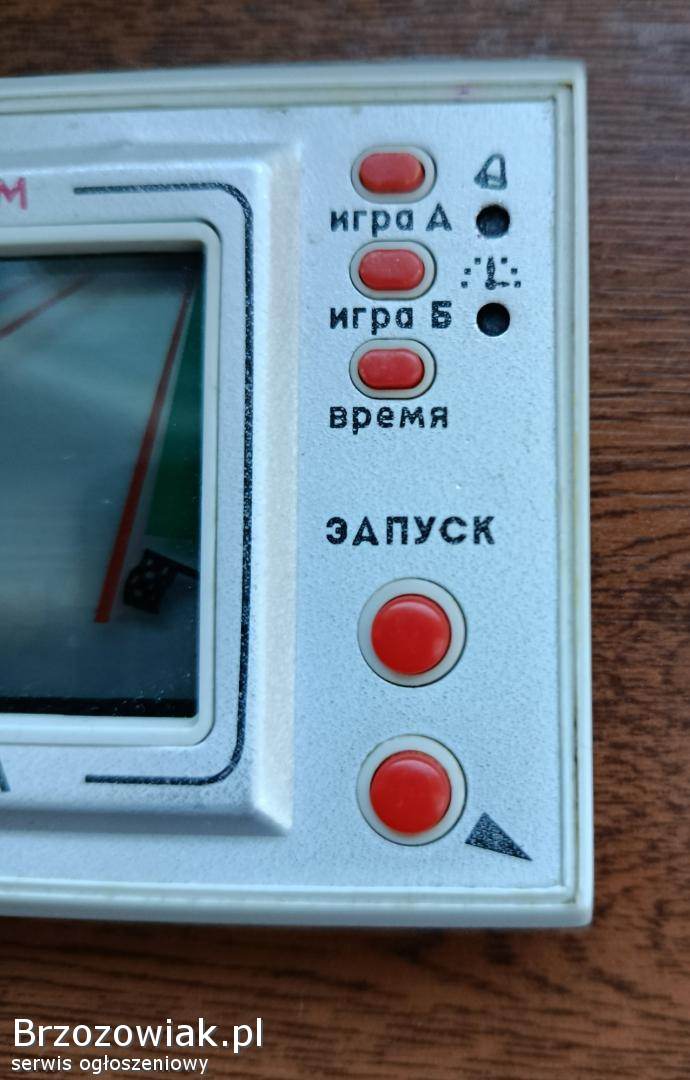 М
игра А
игра Б
время
ЗАПУСК
Brzozowiak.pl
serwis ogłoszeniowy